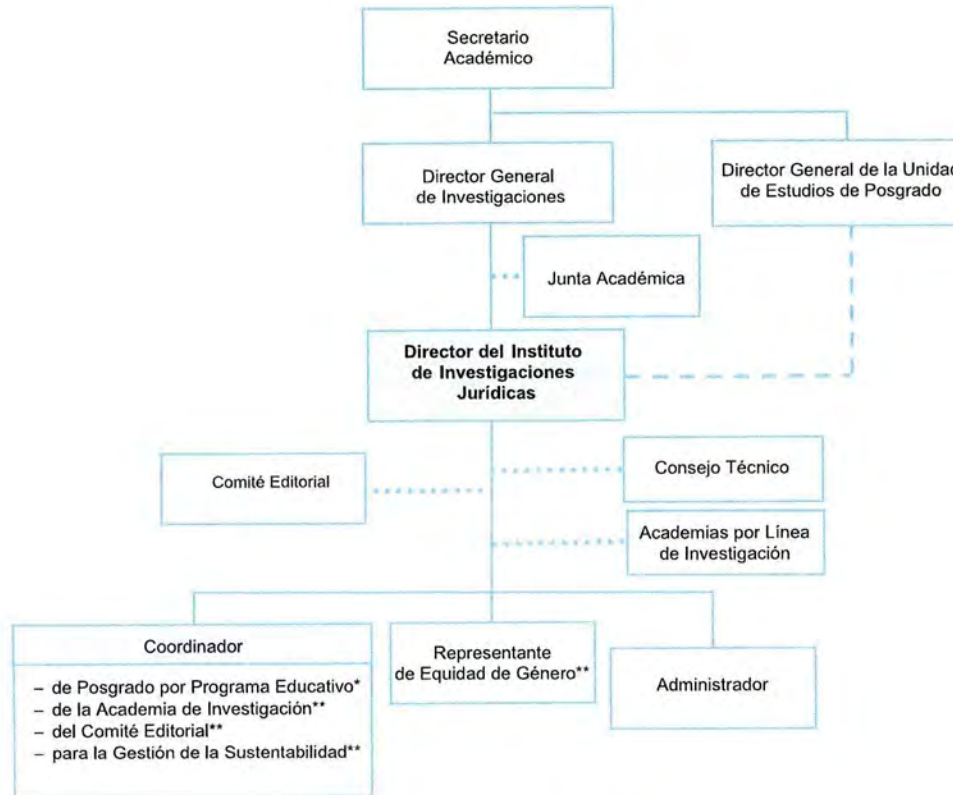 Secretario
Académico
Director General
de Investigaciones
Director General de la Unidad
de Estudios de Posgrado
Junta Académica
Director del Instituto
de Investigaciones
Jurídicas
Comité Editorial
Consejo Técnico
Academias por Línea
de Investigación
Coordinador
– de Posgrado por Programa Educativo*
– de la Academia de Investigación**
– del Comité Editorial**
– para la Gestión de la Sustentabilidad**
Representante
de Equidad de Género**
Administrador